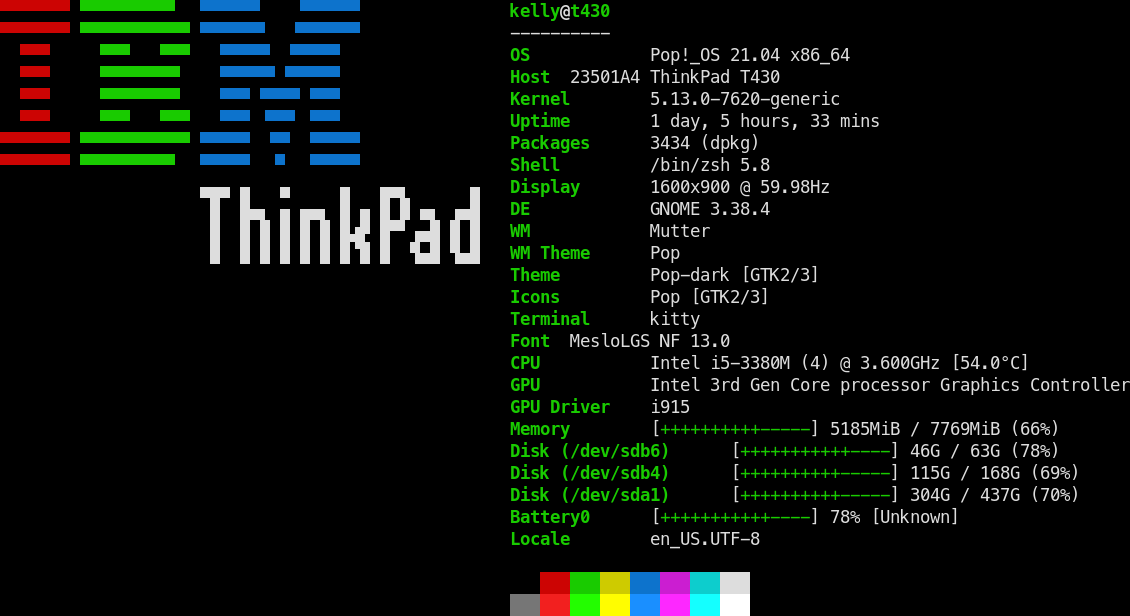 IBM
ThinkPad
kelly@t430
----------
OS Pop!_OS 21.04 x86_64
Host 23501A4 ThinkPad T430
Kernel 5.13.0-7620-generic
Uptime 1 day, 5 hours, 33 mins
Packages 3434 (dpkg)
Shell /bin/zsh 5.8
Display 1600x900 @ 59.98Hz
DE GNOME 3.38.4
WM Mutter
WM Theme Pop
Theme Pop-dark [GTK2/3]
Icons Pop [GTK2/3]
Terminal kitty
Font MesloLGS NF 13.0
CPU Intel i5-3380M (4) @ 3.600GHz [54.0°C]
GPU Intel 3rd Gen Core processor Graphics Controller
GPU Driver i915
Memory [++++++++++-----] 5185MiB / 7769MiB (66%)
Disk (/dev/sdb6) [+++++++++++----] 46G / 63G (78%)
Disk (/dev/sdb4) [++++++++++-----] 115G / 168G (69%)
Disk (/dev/sda1) [++++++++++-----] 304G / 437G (70%)
Battery0 [+++++++++++----] 78% [Unknown]
Locale en_US.UTF-8